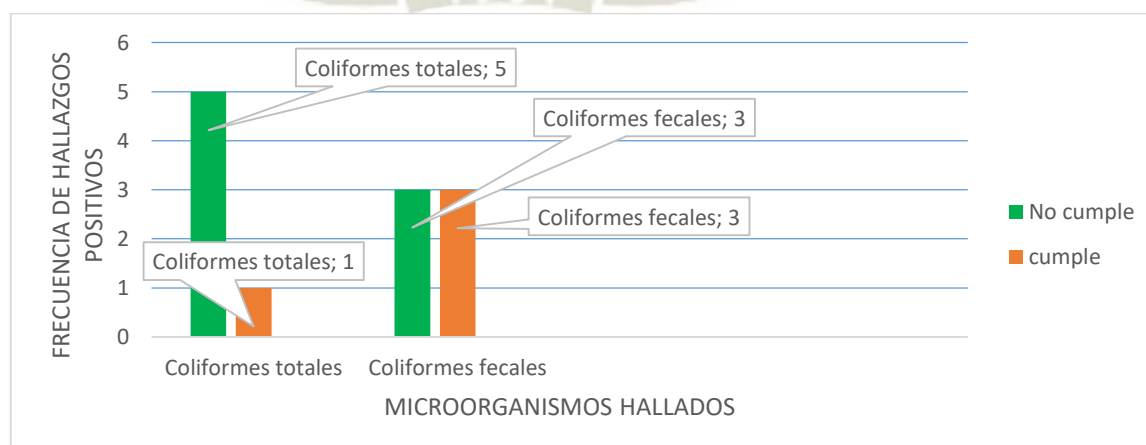 FRECUENCIA DE HALLAZGOS
POSITIVOS
6
5
4
3
2
1
0
Coliformes totales; 5
Coliformes fecales; 3
Coliformes fecales; 3
Coliformes totales; 1
No cumple
cumple
Coliformes totales
Coliformes fecales
MICROORGANISMOS HALLADOS